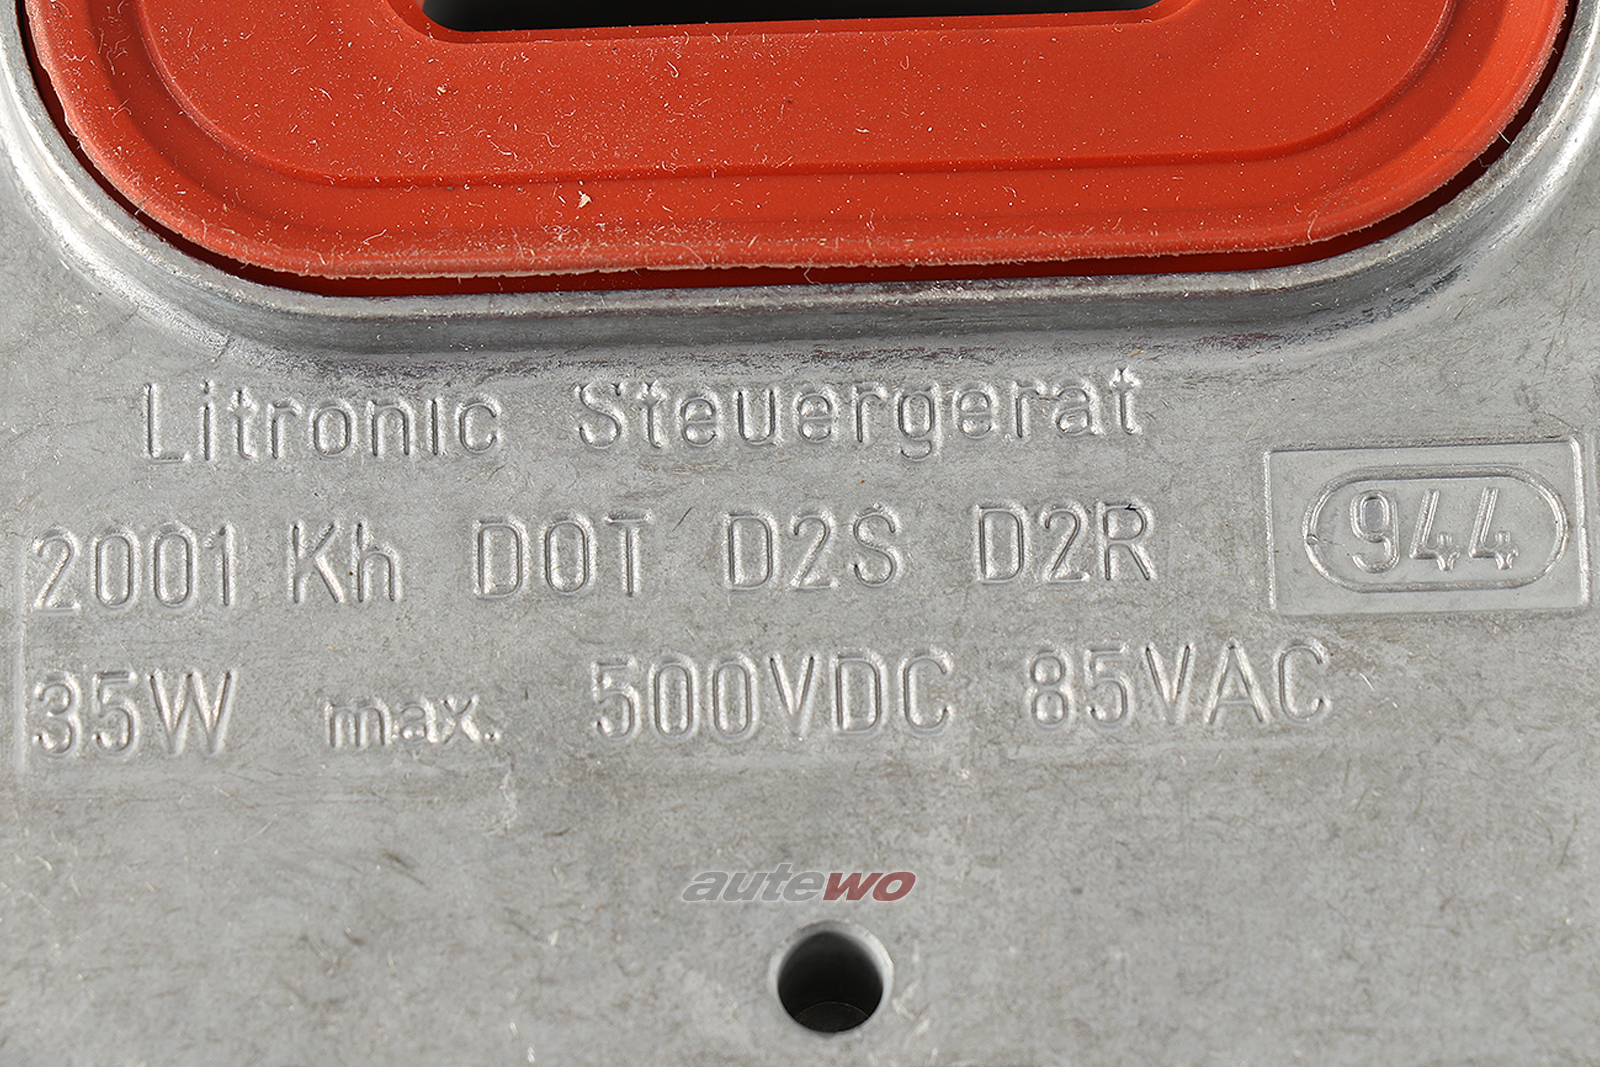 Litronic Steuergerat
2001 Kh DOT D2S D2R
944
35W max. 500VDC 85VAC
autewo